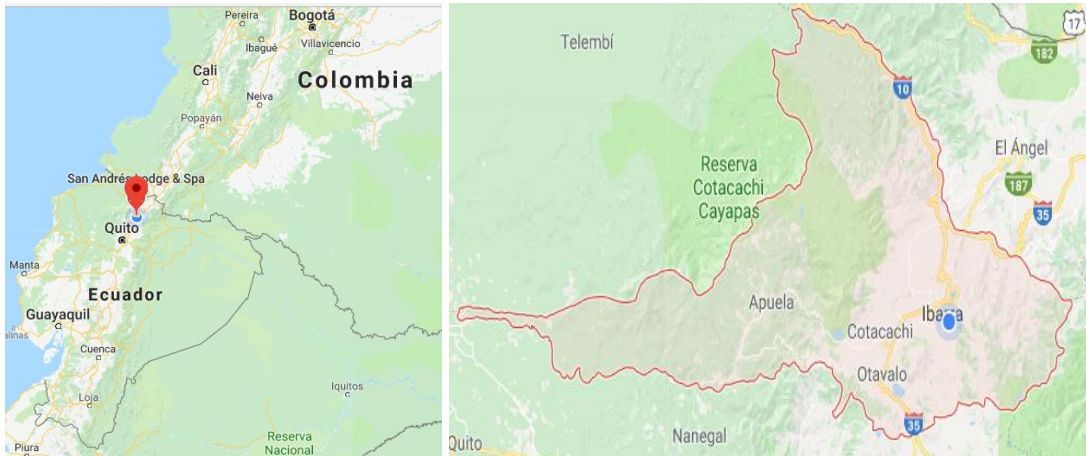 Pereira
Bogotá
Ibagué
Villavicencio
Cali
Colombia
Neiva
Popayán
San Andrés Lodge & Spa
Quito
Manta
Ecuador
Guayaquil
alinas
Cuenca
Loja
Iquitos
Reserva
Nacional
Piura
17
Telembí
182
10
El Ángel
Reserva
Cotacachi
Cayapas
187
35
Apuela
Ibarra
Cotacachi
Otavalo
35
Nanegal
Quito